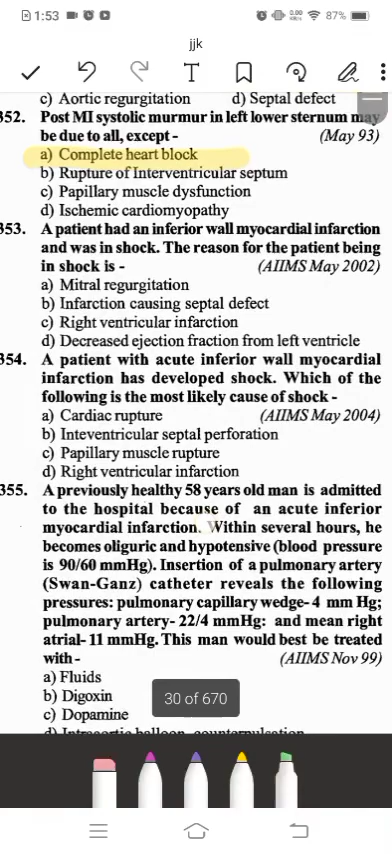 1:53
0.80
KB/s
87%
jjk
T
c) Aortic regurgitation d) Septal defect
352. Post MI systolic murmur in left lower sternum may
be due to all, except - (May 93)
a) Complete heart block
b) Rupture of Interventricular septum
c) Papillary muscle dysfunction
d) Ischemic cardiomyopathy
353. A patient had an inferior wall myocardial infarction
and was in shock. The reason for the patient being
in shock is - (AIIMS May 2002)
a) Mitral regurgitation
b) Infarction causing septal defect
c) Right ventricular infarction
d) Decreased ejection fraction from left ventricle
354. A patient with acute inferior wall myocardial
infarction has developed shock. Which of the
following is the most likely cause of shock -
a) Cardiac rupture (AIIMS May 2004)
b) Inteventricular septal perforation
c) Papillary muscle rupture
d) Right ventricular infarction
355. A previously healthy 58 years old man is admitted
to the hospital because of an acute inferior
myocardial infarction. Within several hours, he
becomes oliguric and hypotensive (blood pressure
is 90/60 mmHg). Insertion of a pulmonary artery
(Swan-Ganz) catheter reveals the following
pressures: pulmonary capillary wedge- 4 mm Hg;
pulmonary artery- 22/4 mmHg: and mean right
atrial- 11 mmHg. This man would best be treated
with - (AIIMS Nov 99)
a) Fluids
b) Digoxin
c) Dopamine
30 of 670
d) Intraaortic balloon counterpulsation